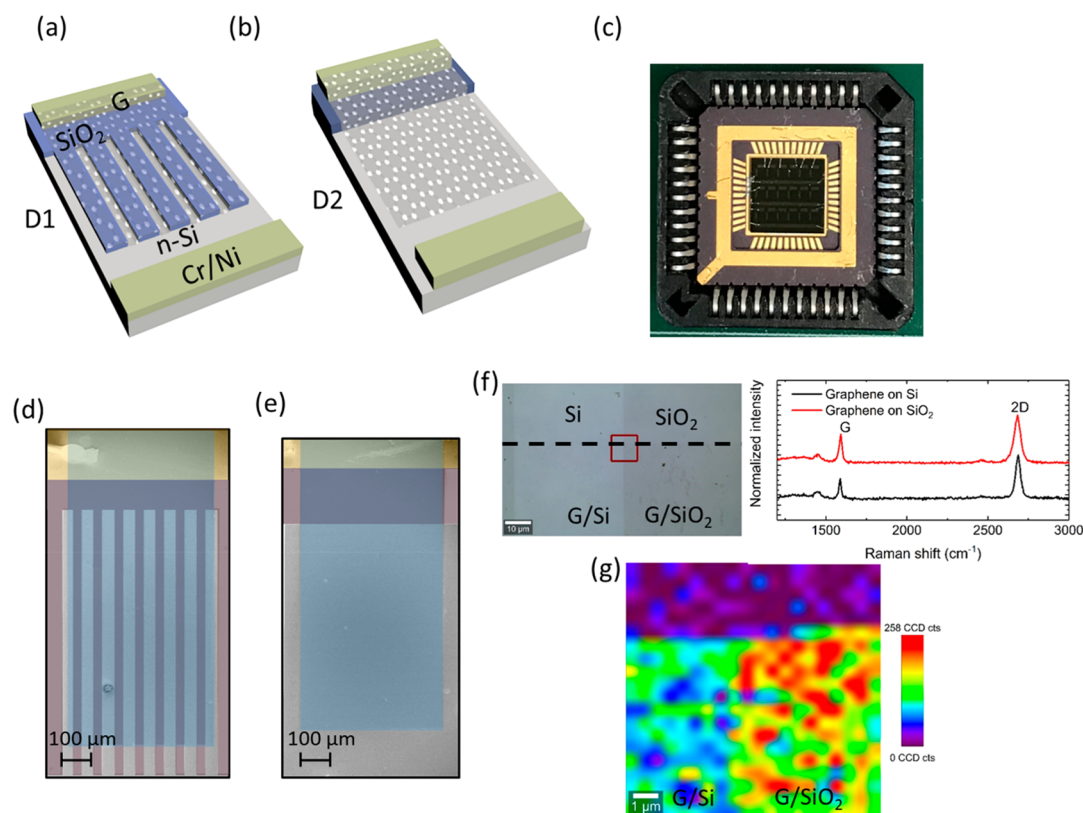 (a)
(b)
(c)
G
SiO₂
D1
n-Si
Cr/Ni
D2
(d)
(e)
(f)
100 μm
100 μm
Si
SiO₂
G/Si
G/SiO₂
10 μm
Normalized intensity
Graphene on Si
Graphene on SiO₂
G
2D
1500
2000
2500
3000
Raman shift (cm⁻¹)
(g)
258 CCD cts
0 CCD cts
G/Si
G/SiO₂
1 μm